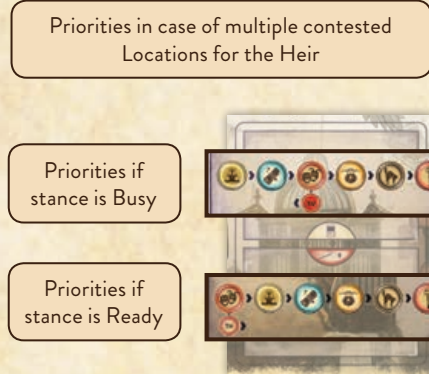 Priorities in case of multiple contested
Locations for the Heir
Priorities if
stance is Busy
Priorities if
stance is Ready